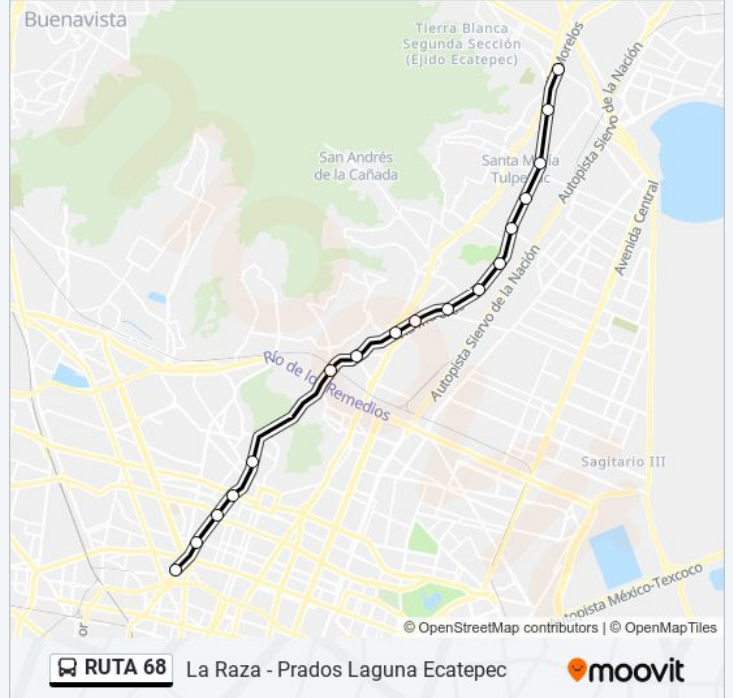 Buenavista
Tierra Blanca
Segunda Sección
(Ejido Ecatepec)
Morelos
Autopista Siervo de la Nación
San Andrés
de la Cañada
Santa María
Avenida Central
Autopista Siervo de la Nación
Río de los Remedios
Sagitario III
México-Texcoco
© OpenStreetMap contributors | © OpenMapTiles
RUTA 68
La Raza - Prados Laguna Ecatepec
moovit